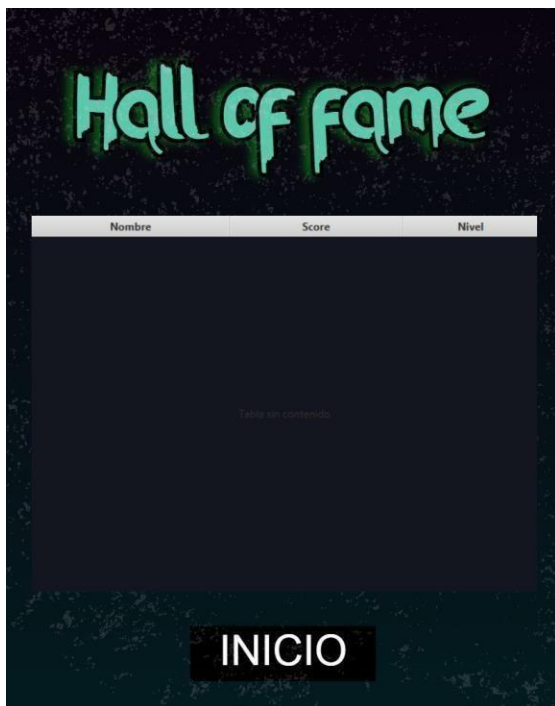 Hall of fame
Nombre Score Nivel
Tabla sin contenido
INICIO